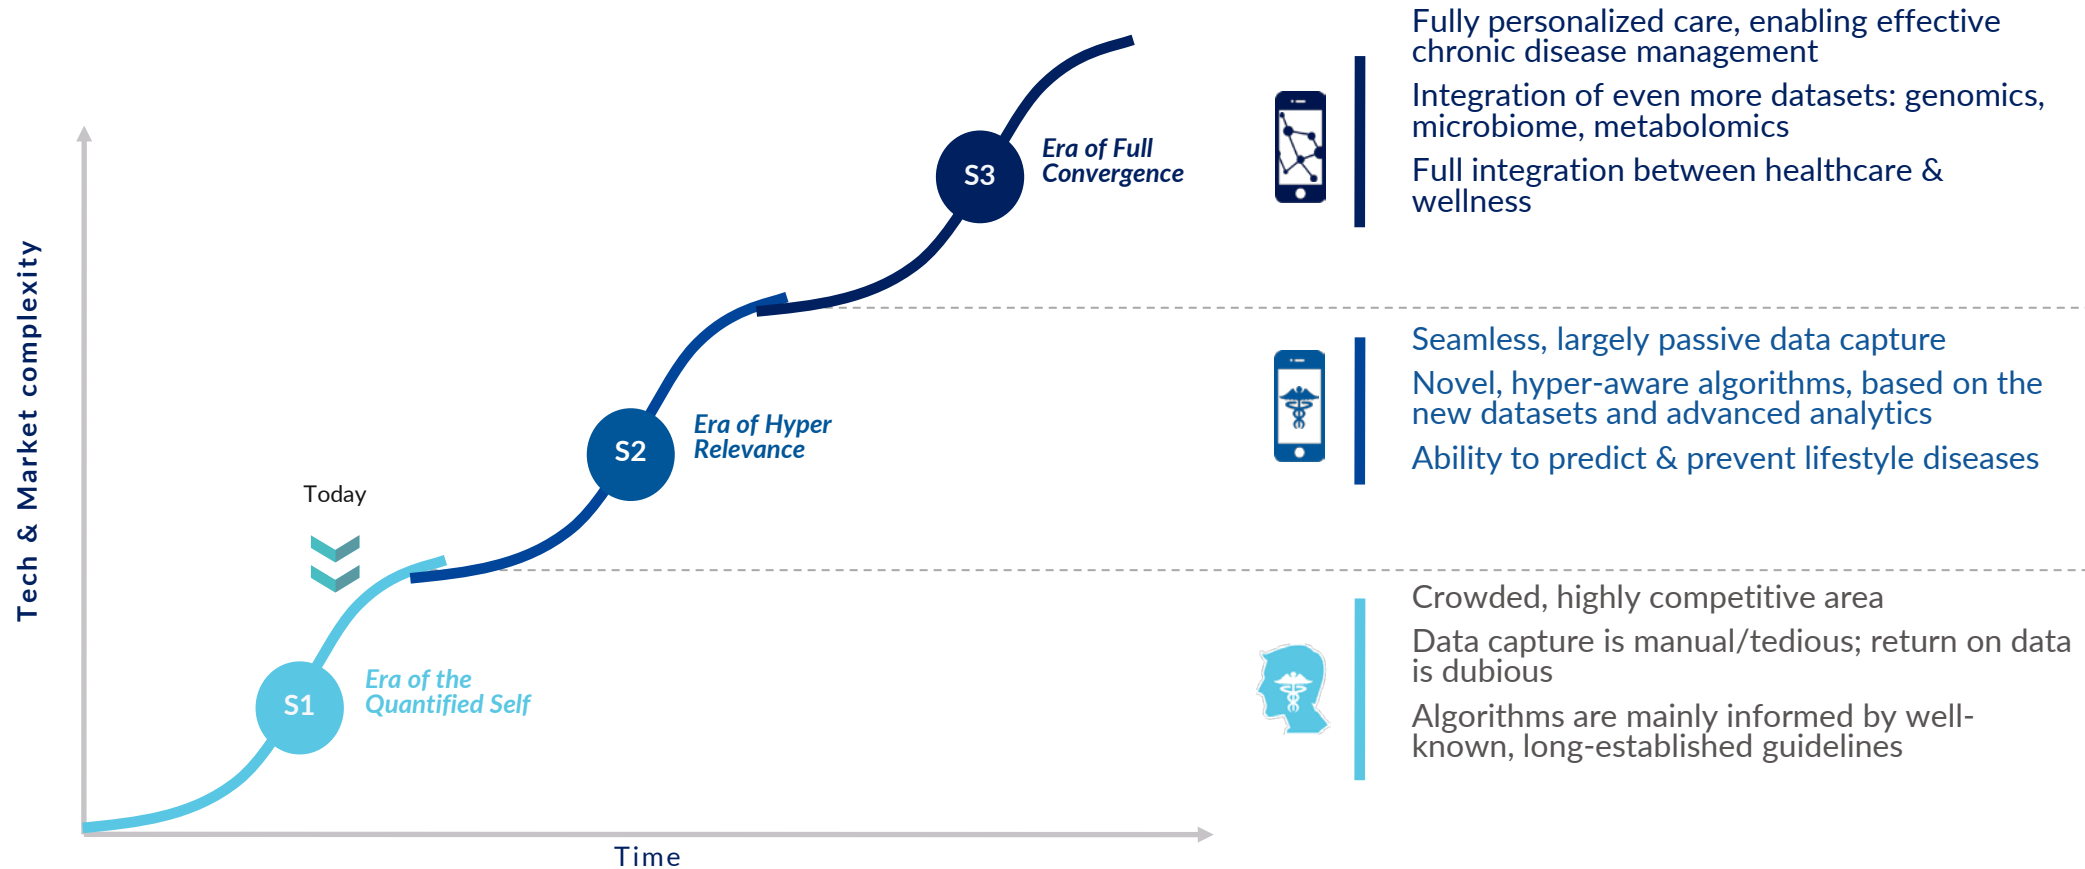 Fully personalized care, enabling effective
chronic disease management
Integration of even more datasets: genomics,
microbiome, metabolomics
Full integration between healthcare &
wellness
Era of Full
Convergence
S3
Seamless, largely passive data capture
Novel, hyper-aware algorithms, based on the
new datasets and advanced analytics
Ability to predict & prevent lifestyle diseases
Era of Hyper
Relevance
S2
Today
Crowded, highly competitive area
Data capture is manual/tedious; return on data
is dubious
Algorithms are mainly informed by well-
known, long-established guidelines
Era of the
Quantified Self
S1
Tech & Market complexity
Time